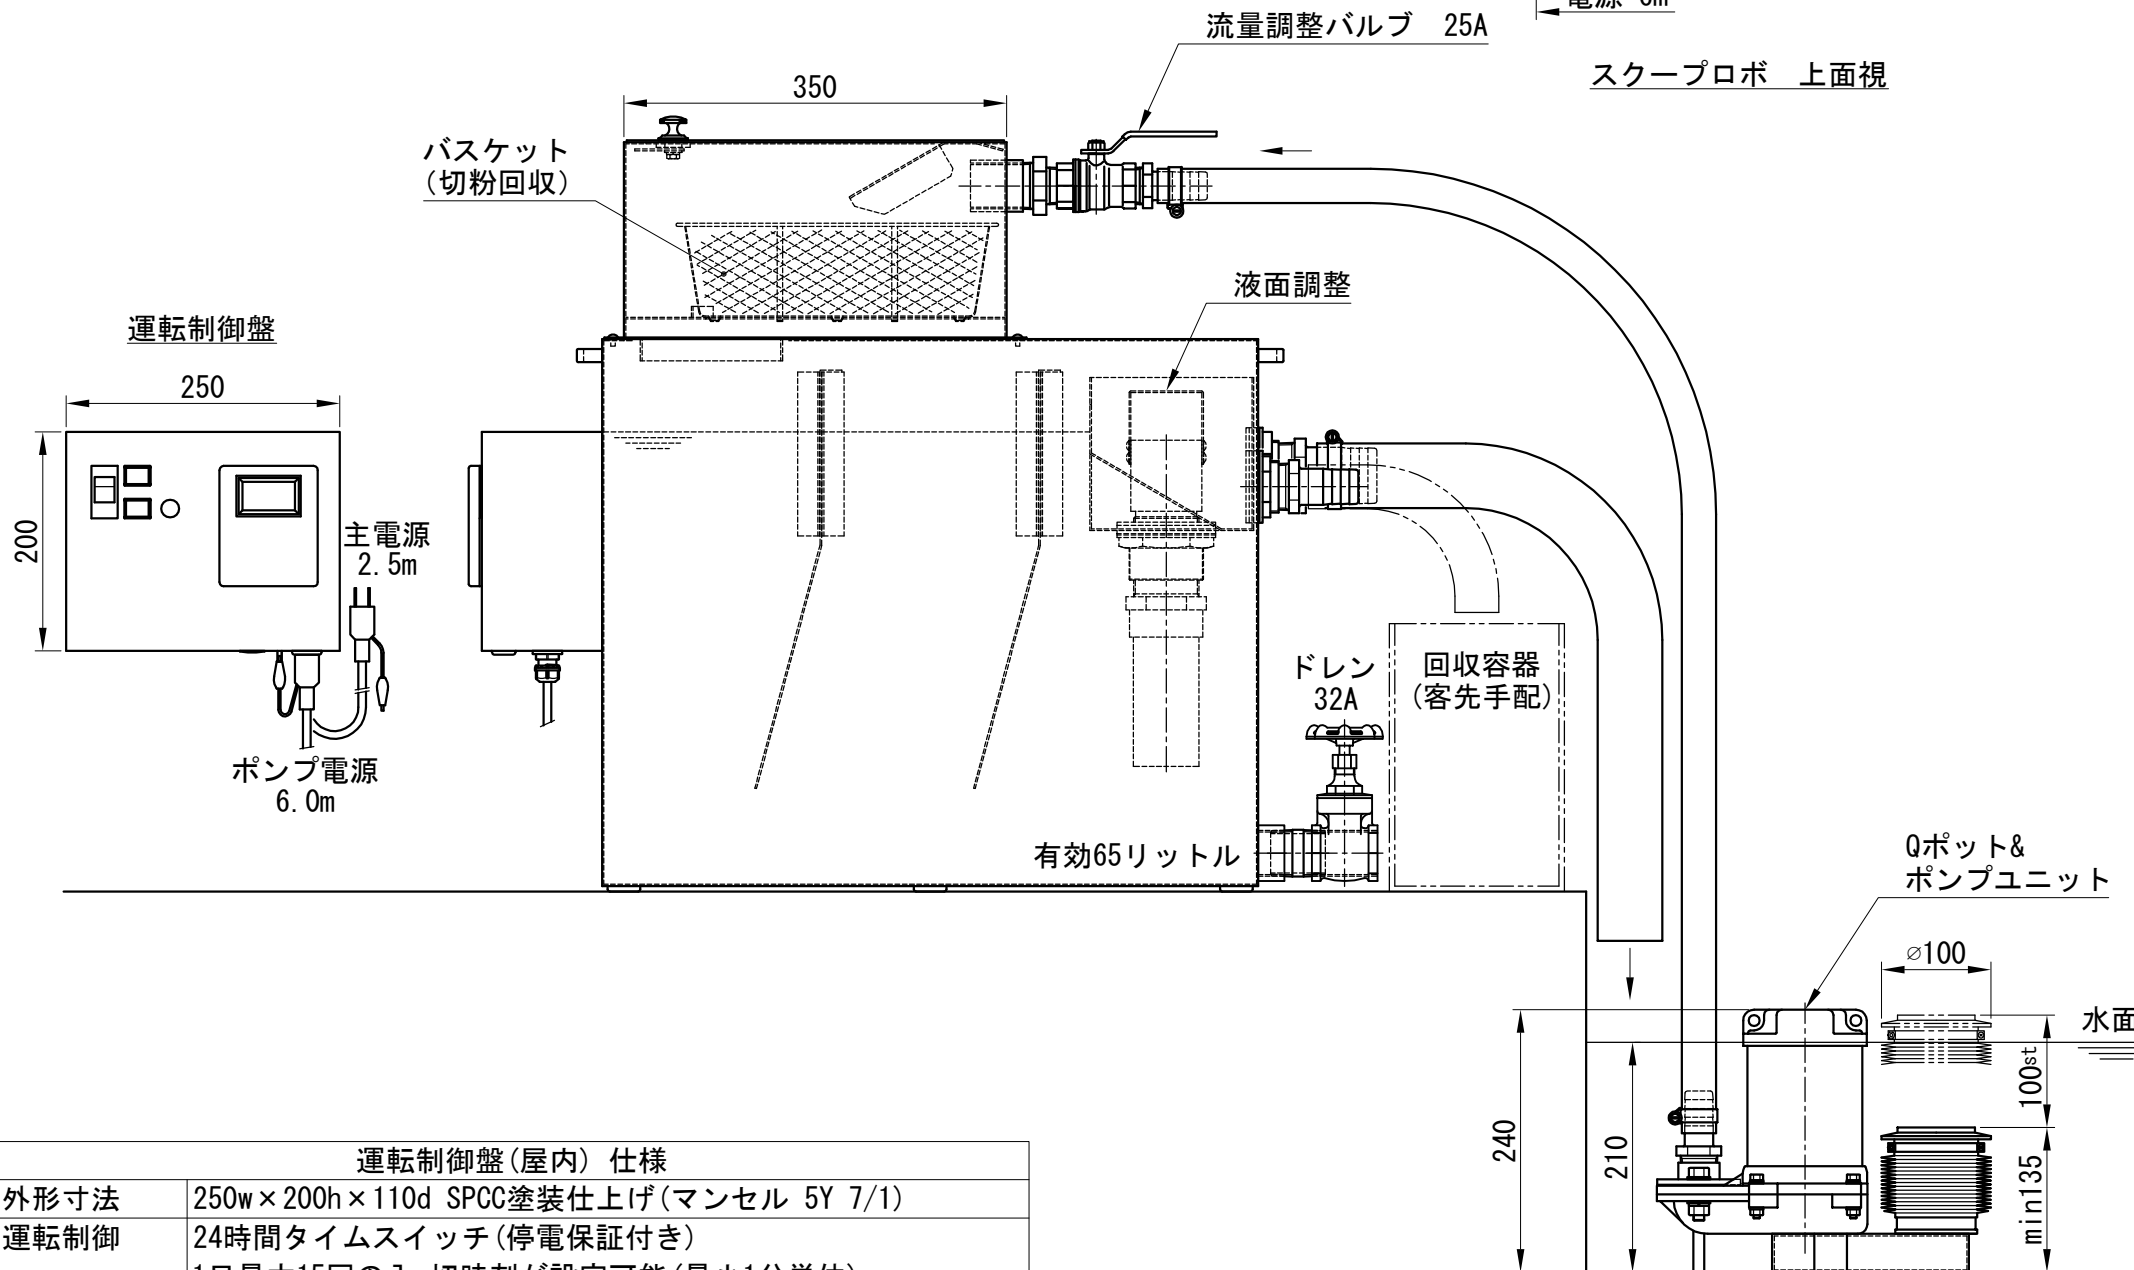 電源 6m
流量調整バルブ 25A
スクープロボ 上面視
350
バスケット
(切粉回収)
液面調整
運転制御盤
250
200
主電源
2.5m
ポンプ電源
6.0m
ドレン
32A
回収容器
(客先手配)
有効65リットル
Qポット&
ポンプユニット
⌀100
水面
100st
240
210
min135
運転制御盤(屋内) 仕様
外形寸法 250w×200h×110d SPCC塗装仕上げ(マンセル 5Y 7/1)
運転制御 24時間タイムスイッチ(停電保証付き)